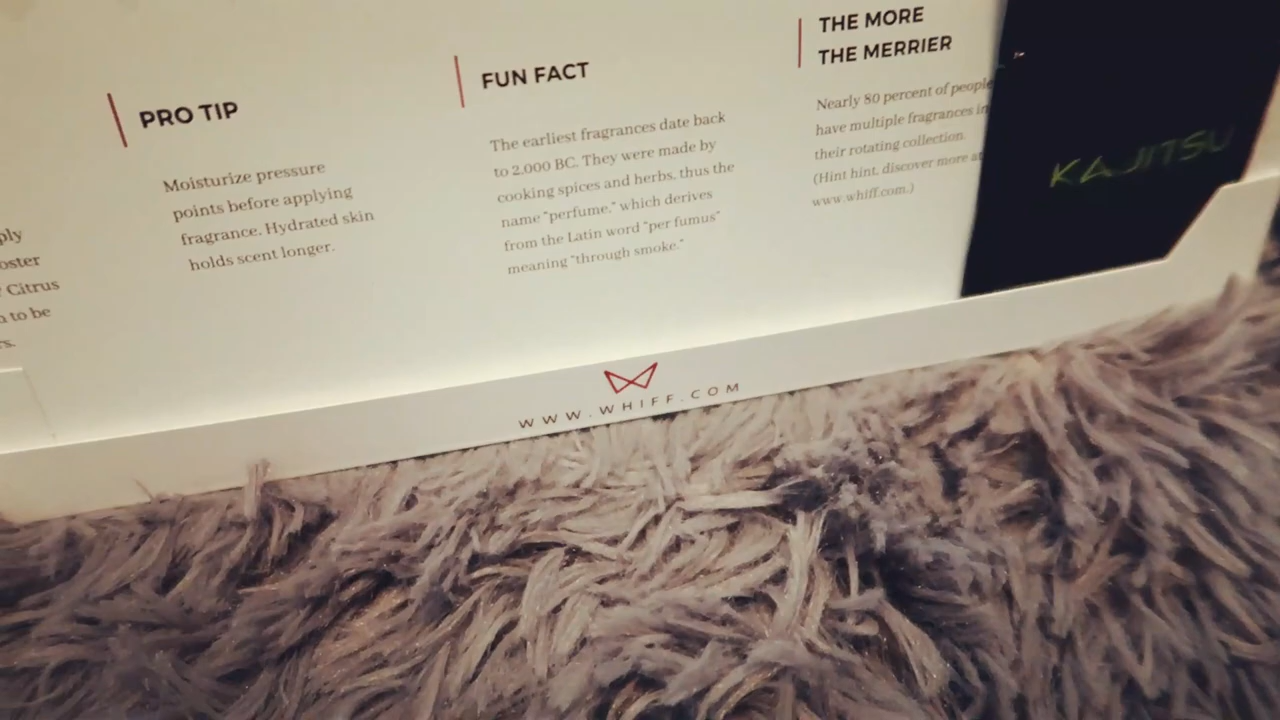 PRO TIP
Moisturize pressure
points before applying
fragrance. Hydrated skin
holds scent longer.
FUN FACT
The earliest fragrances date back
to 2,000 BC. They were made by
cooking spices and herbs, thus the
name "perfume," which derives
from the Latin word "per fumus"
meaning "through smoke."
THE MORE
THE MERRIER
Nearly 80 percent of people
have multiple fragrances in
their rotating collection.
(Hint hint, discover more at
www.whiff.com.)
Citrus
to be
KAJITSU
WWW.WHIFF.COM